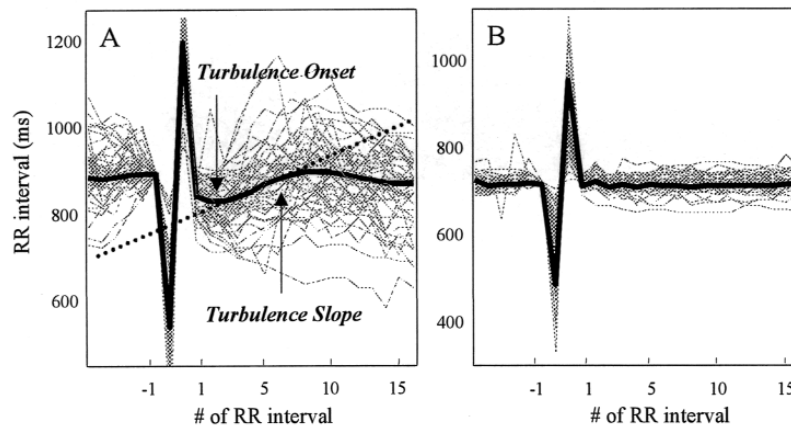 A
B
1200
1000
800
600
RR interval (ms)
Turbulence Onset
Turbulence Slope
-1 1 5 10 15
# of RR interval
1000
800
600
400
-1 1 5 10 15
# of RR interval